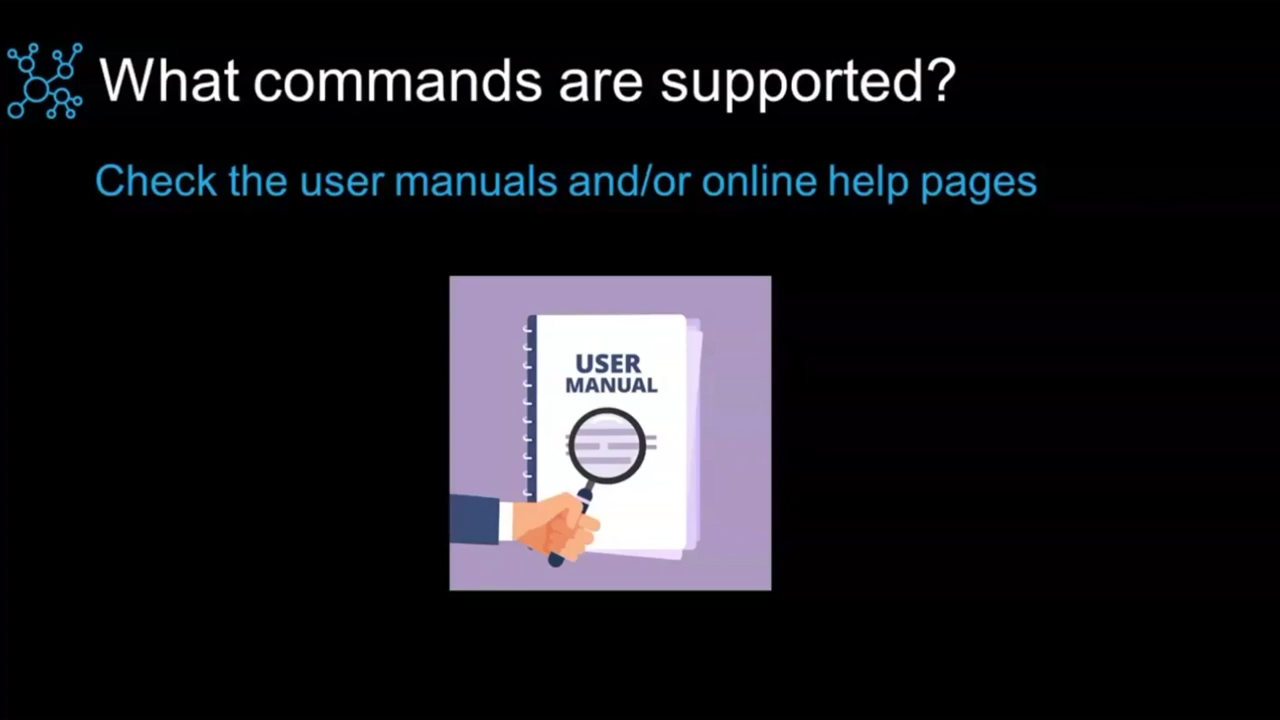 What commands are supported?
Check the user manuals and/or online help pages
USER
MANUAL